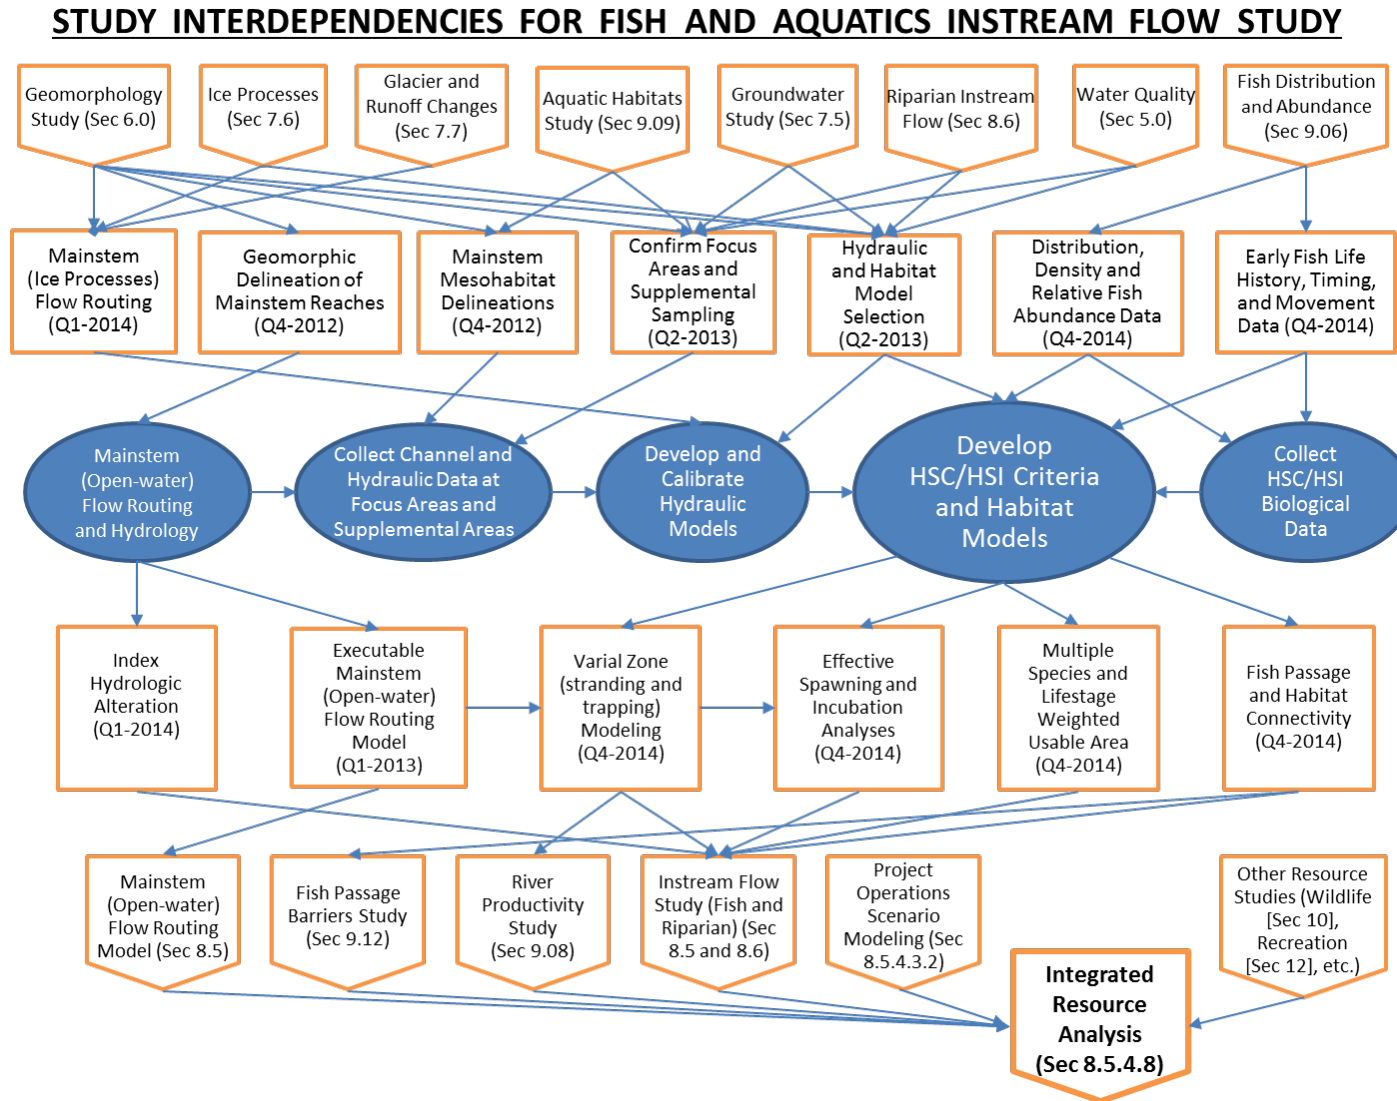 STUDY INTERDEPENDENCIES FOR FISH AND AQUATICS INSTREAM FLOW STUDY
Geomorphology
Study (Sec 6.0)
Ice Processes
(Sec 7.6)
Glacier and
Runoff Changes
(Sec 7.7)
Aquatic Habitats
Study (Sec 9.09)
Groundwater
Study (Sec 7.5)
Riparian Instream
Flow (Sec 8.6)
Water Quality
(Sec 5.0)
Fish Distribution
and Abundance
(Sec 9.06)
Mainstem
(Ice Processes)
Flow Routing
(Q1-2014)
Geomorphic
Delineation of
Mainstem Reaches
(Q4-2012)
Mainstem
Mesohabitat
Delineations
(Q4-2012)
Confirm Focus
Areas and
Supplemental
Sampling
(Q2-2013)
Hydraulic
and Habitat
Model
Selection
(Q2-2013)
Distribution,
Density and
Relative Fish
Abundance Data
(Q4-2014)
Early Fish Life
History, Timing,
and Movement
Data (Q4-2014)
Mainstem
(Open-water)
Flow Routing
and Hydrology
Collect Channel and
Hydraulic Data at
Focus Areas and
Supplemental Areas
Develop and
Calibrate
Hydraulic
Models
Develop
HSC/HSI Criteria
and Habitat
Models
Collect
HSC/HSI
Biological
Data
Index
Hydrologic
Alteration
(Q1-2014)
Executable
Mainstem
(Open-water)
Flow Routing
Model
(Q1-2013)
Varial Zone
(stranding and
trapping)
Modeling
(Q4-2014)
Effective
Spawning and
Incubation
Analyses
(Q4-2014)
Multiple
Species and
Lifestage
Weighted
Usable Area
(Q4-2014)
Fish Passage
and Habitat
Connectivity
(Q4-2014)
Mainstem
(Open-water)
Flow Routing
Model (Sec 8.5)
Fish Passage
Barriers Study
(Sec 9.12)
River
Productivity
Study
(Sec 9.08)
Instream Flow
Study (Fish and
Riparian) (Sec
8.5 and 8.6)
Project
Operations
Scenario
Modeling (Sec
8.5.4.3.2)
Other Resource
Studies (Wildlife
[Sec 10],
Recreation
[Sec 12], etc.)
Integrated
Resource
Analysis
(Sec 8.5.4.8)